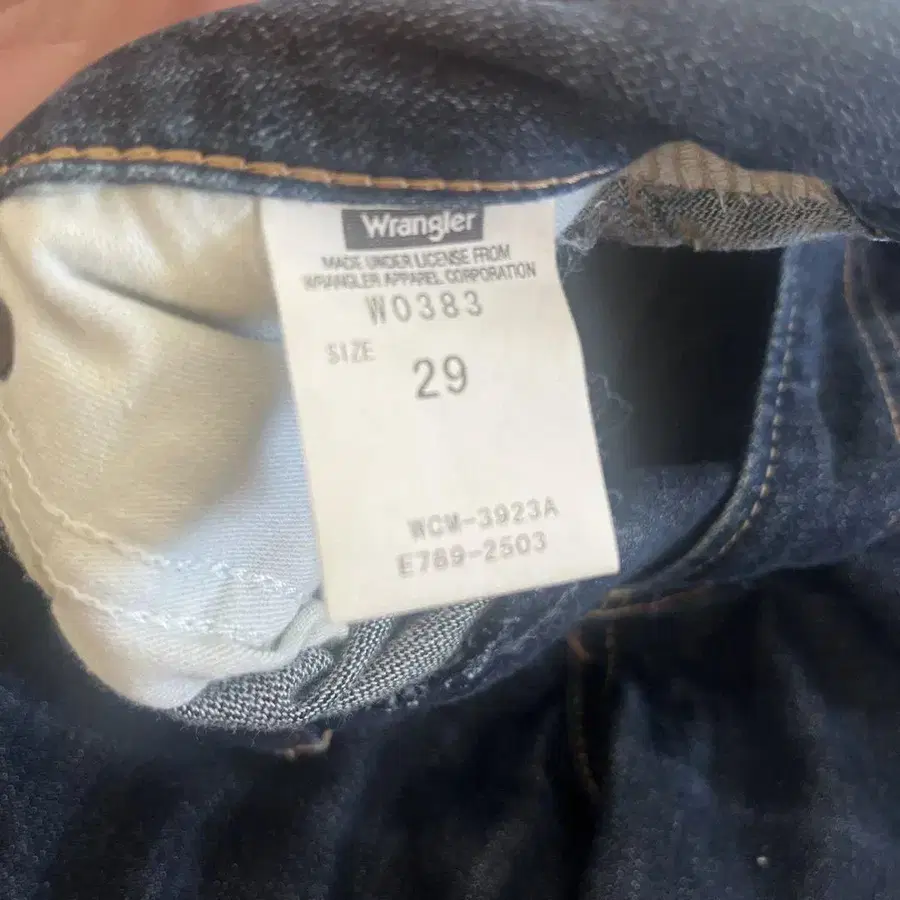 Wrangler
MADE UNDER LICENSE FROM
WRANGLER APPAREL CORPORATION
W0383
SIZE
29
WCM-3923A
E789-2503